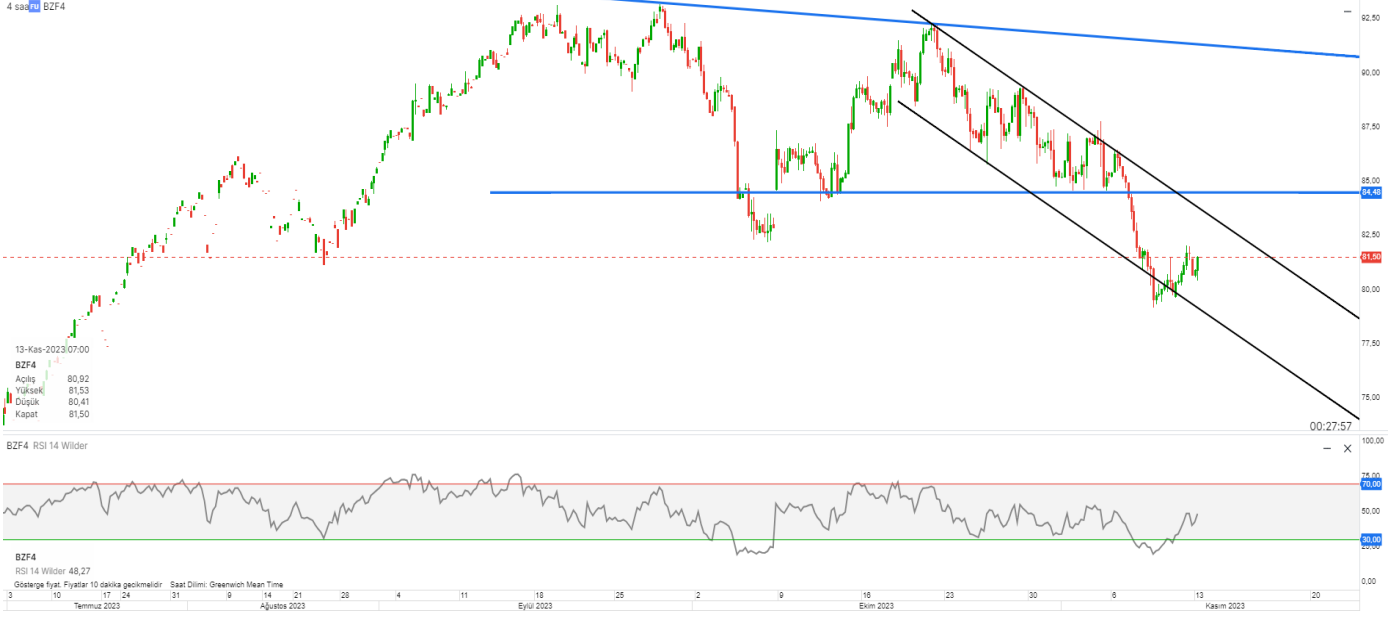 4 saa FU BZF4
92,50
90,00
87,50
85,00
84,48
82,50
81,50
80,00
77,50
75,00
13-Kas-2023 07:00
BZF4
Açılış 80,92
Yüksek 81,53
Düşük 80,41
Kapat 81,50
00:27:57
BZF4 RSI 14 Wilder
100,00
75,00
70,00
50,00
30,00
25,00
0,00
BZF4
RSI 14 Wilder 48,27
Gösterge fiyat. Fiyatlar 10 dakika gecikmelidir Saat Dilimi: Greenwich Mean Time
3 10 17 24 31 9 14 21 28 4 11 18 25 2 9 16 23 30 6 13 20
Temmuz 2023 Ağustos 2023 Eylül 2023 Ekim 2023 Kasım 2023